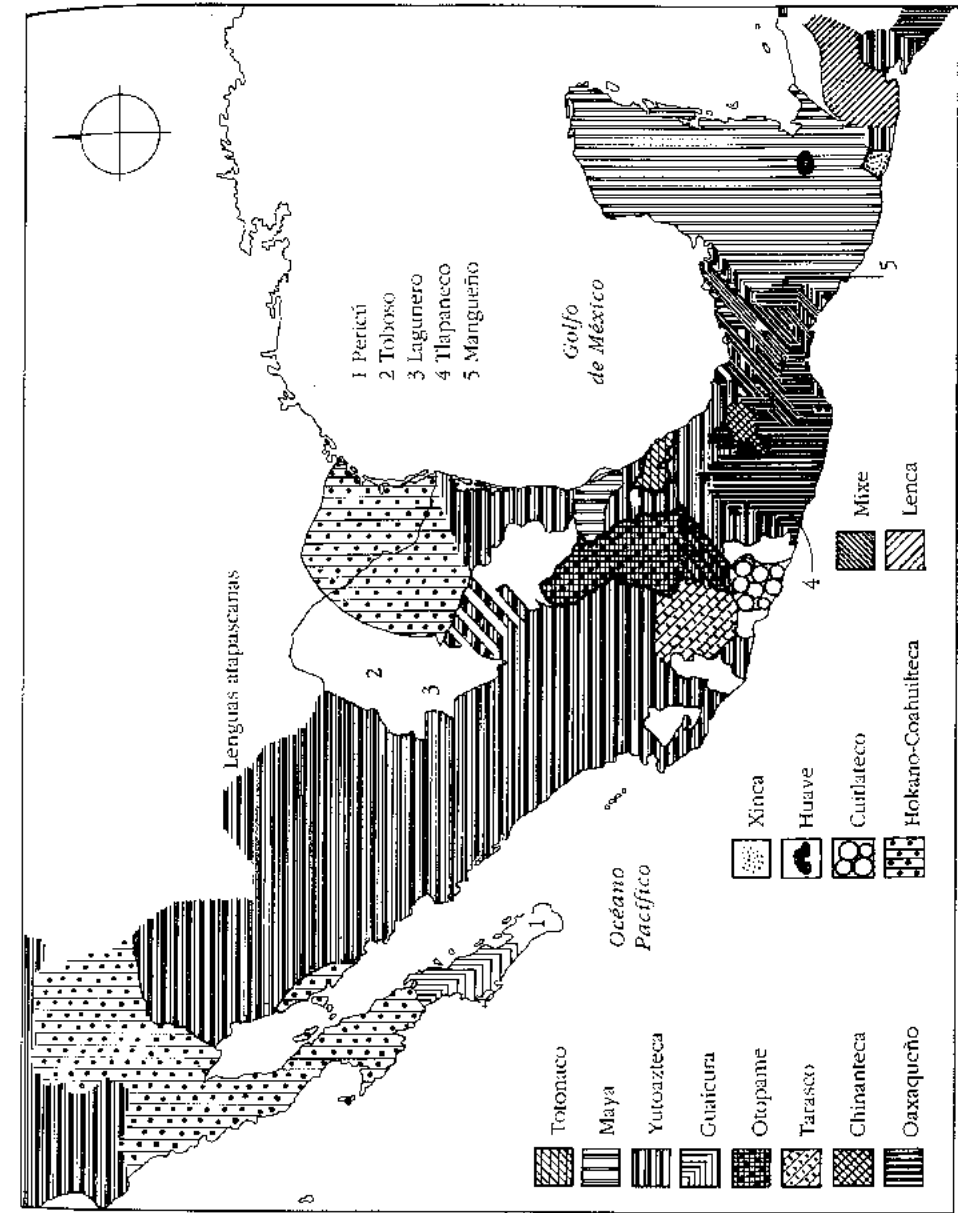 Lenguas atapascanas
1 Pericú
2 Toboso
3 Lagunero
4 Tlapaneco
5 Mangueño
Golfo
de México
2
3
1
4
5
Océano
Pacífico
Totonaco
Maya
Yutoazteca
Guaicura
Otopame
Tarasco
Chinanteca
Oaxaqueño
Xinca
Huave
Cuitlateco
Hokano-Coahuilteca
Mixe
Lenca